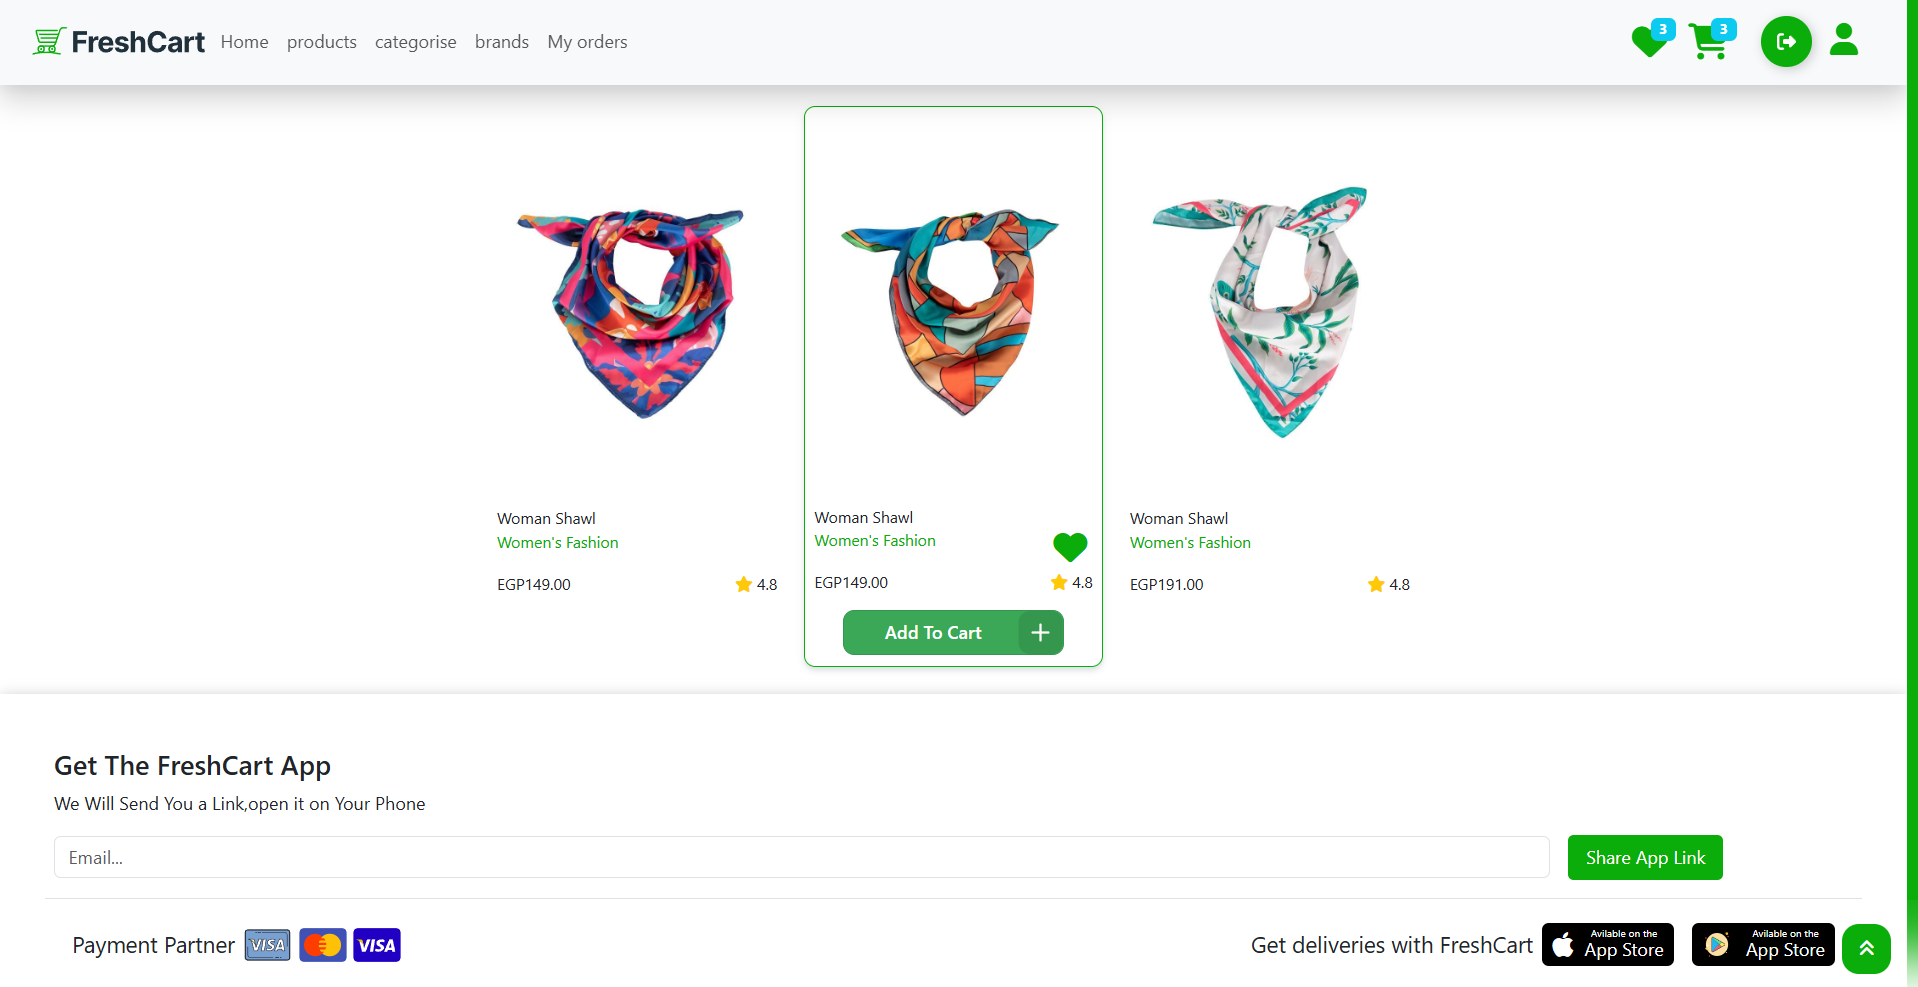 FreshCart Home products categorise brands My orders 3 3
Woman Shawl
Women's Fashion
EGP149.00 4.8
Woman Shawl
Women's Fashion
EGP149.00 4.8
Add To Cart
Woman Shawl
Women's Fashion
EGP191.00 4.8
Get The FreshCart App
We Will Send You a Link,open it on Your Phone
Email...
Share App Link
Payment Partner VISA VISA
Get deliveries with FreshCart
Avilable on the
App Store
Avilable on the
App Store